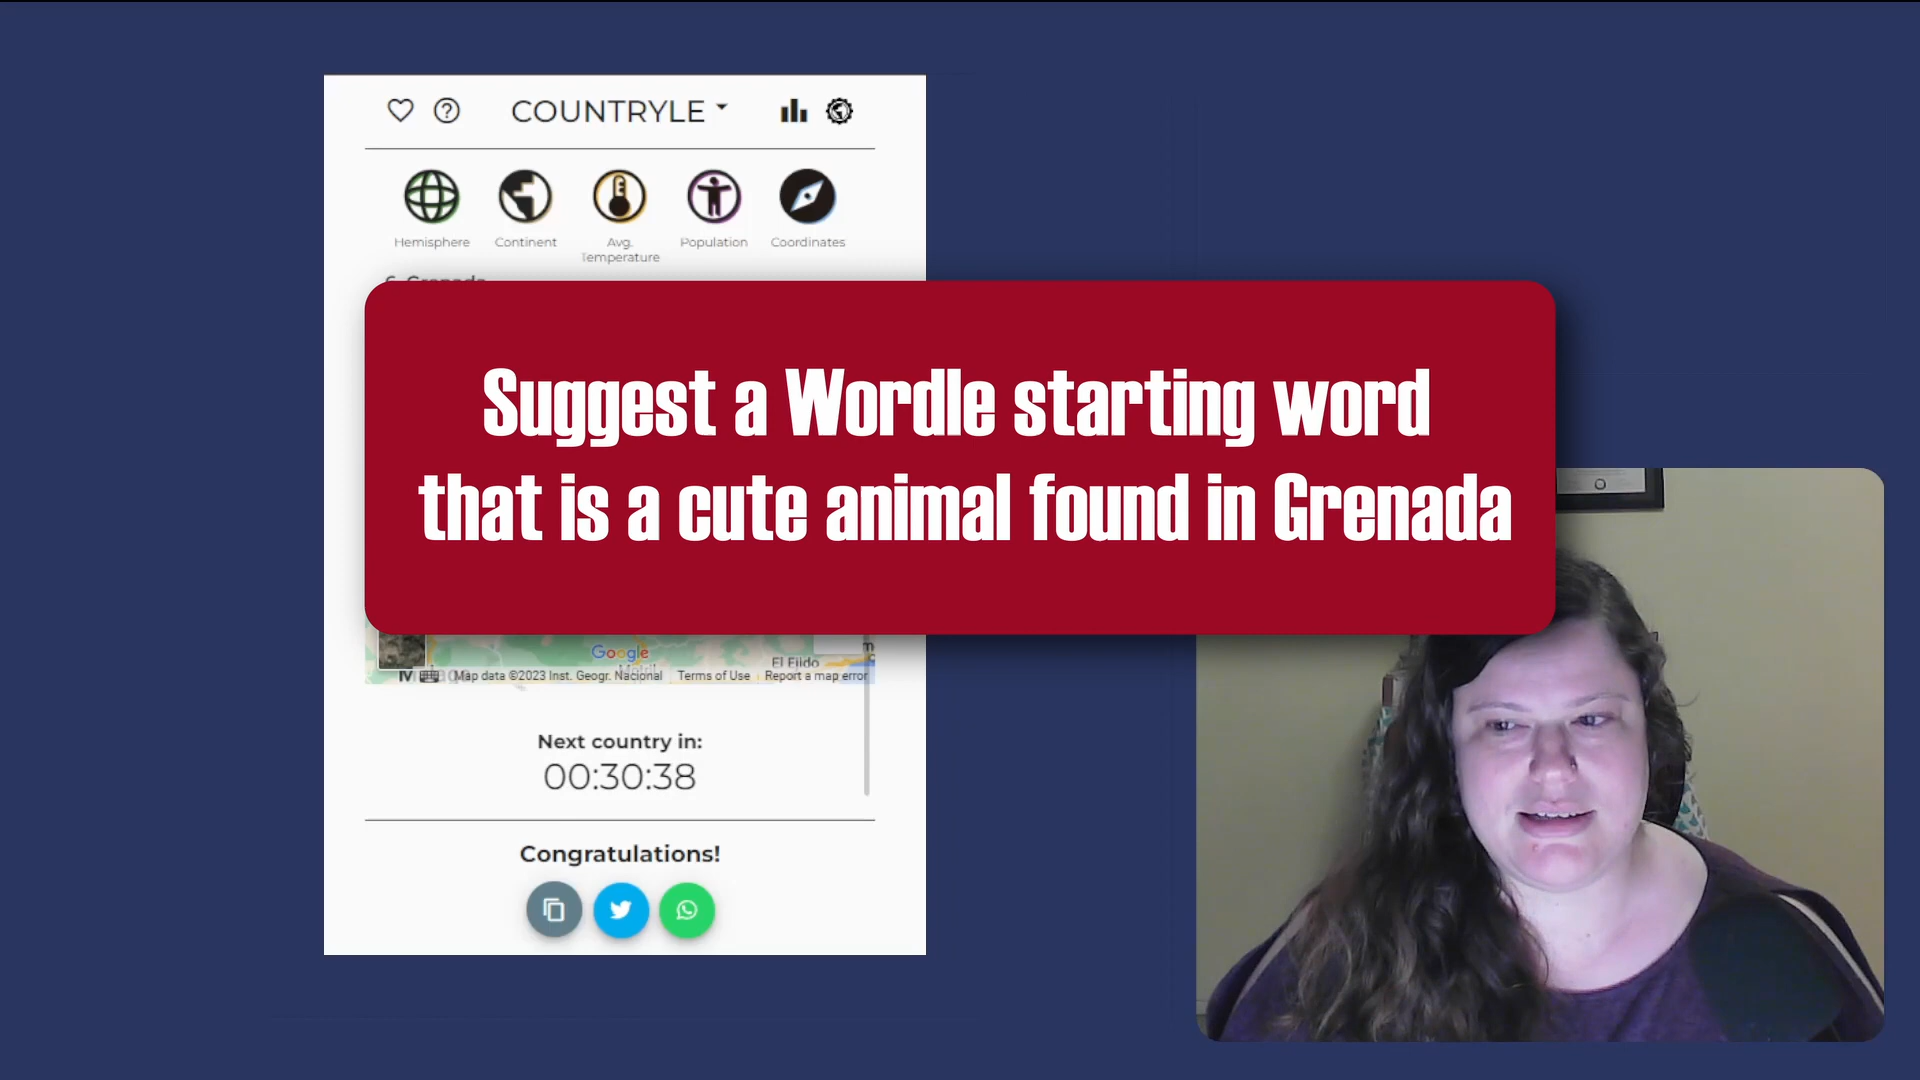 COUNTRYLE
Hemisphere
Continent
Avg.
Temperature
Population
Coordinates
6. Grenada
Suggest a Wordle starting word
that is a cute animal found in Grenada
Google
El Ejido
Map data ©2023 Inst. Geogr. Nacional
Terms of Use
Report a map error
Next country in:
00:30:38
Congratulations!